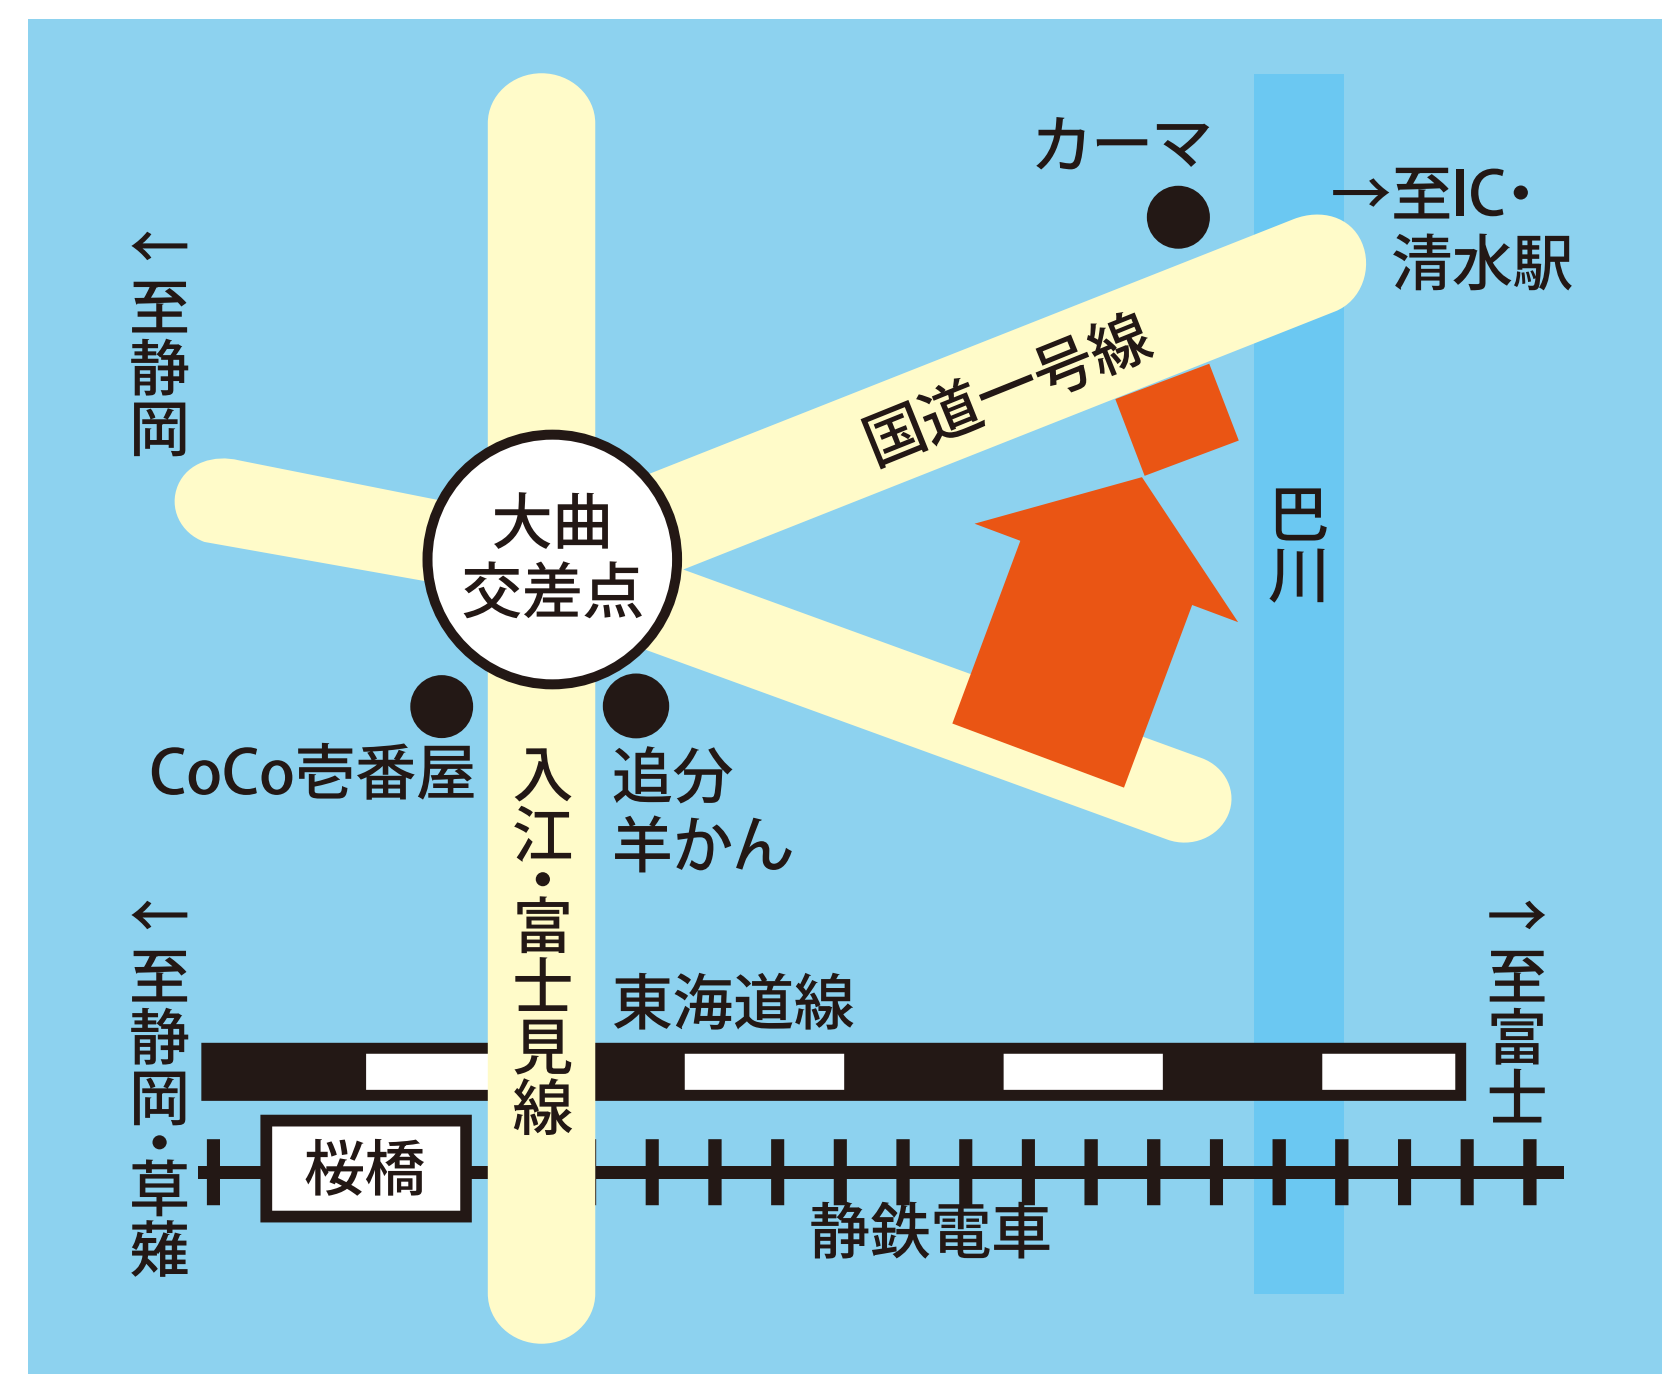 カーマ
→至IC・
清水駅
←至静岡
国道一号線
大曲
交差点
巴川
CoCo壱番屋
追分
羊かん
入江・富士見線
←至静岡・草薙
→至富士
東海道線
桜橋
静鉄電車